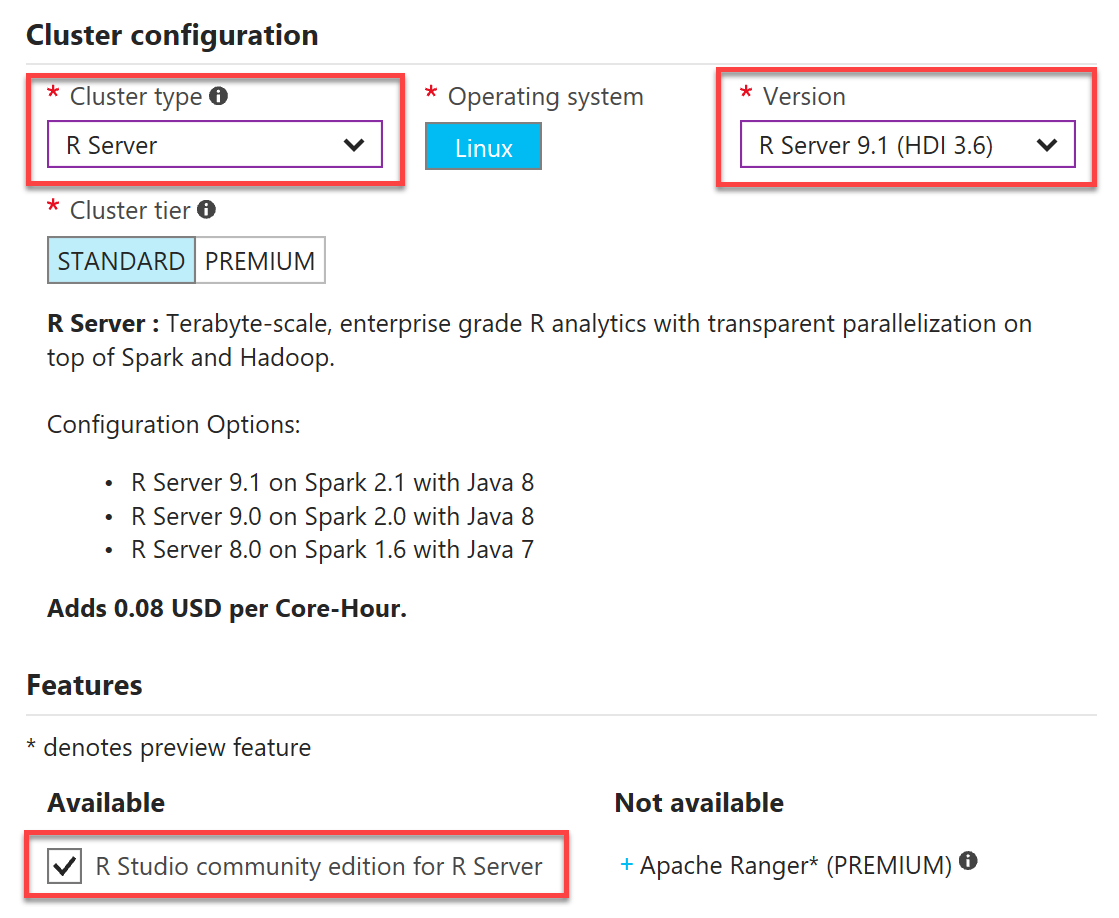 Cluster configuration
* Cluster type
* Operating system
* Version
R Server
Linux
R Server 9.1 (HDI 3.6)
* Cluster tier
STANDARD
PREMIUM
R Server : Terabyte-scale, enterprise grade R analytics with transparent parallelization on
top of Spark and Hadoop.
Configuration Options:
• R Server 9.1 on Spark 2.1 with Java 8
• R Server 9.0 on Spark 2.0 with Java 8
• R Server 8.0 on Spark 1.6 with Java 7
Adds 0.08 USD per Core-Hour.
Features
* denotes preview feature
Available
Not available
R Studio community edition for R Server
+ Apache Ranger* (PREMIUM)